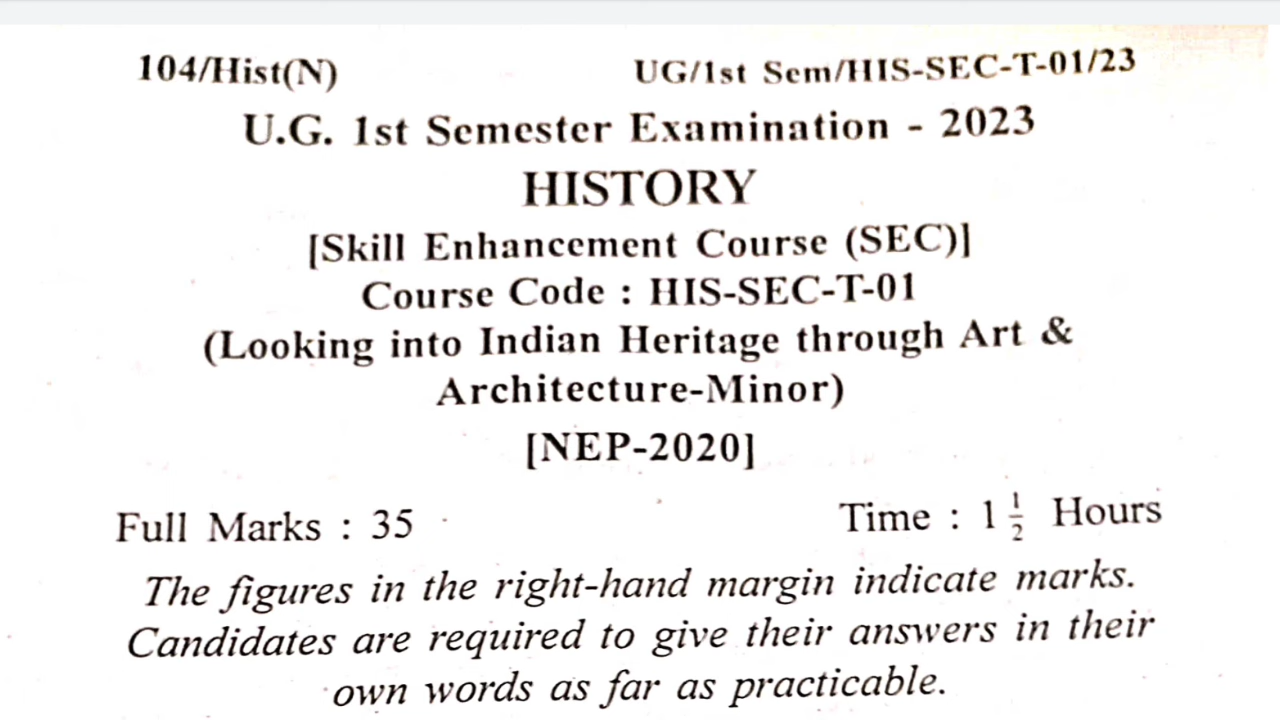 104/Hist(N) UG/1st Sem/HIS-SEC-T-01/23
U.G. 1st Semester Examination - 2023
HISTORY
[Skill Enhancement Course (SEC)]
Course Code : HIS-SEC-T-01
(Looking into Indian Heritage through Art &
Architecture-Minor)
[NEP-2020]
Full Marks : 35 Time : 1 1/2 Hours
The figures in the right-hand margin indicate marks.
Candidates are required to give their answers in their
own words as far as practicable.